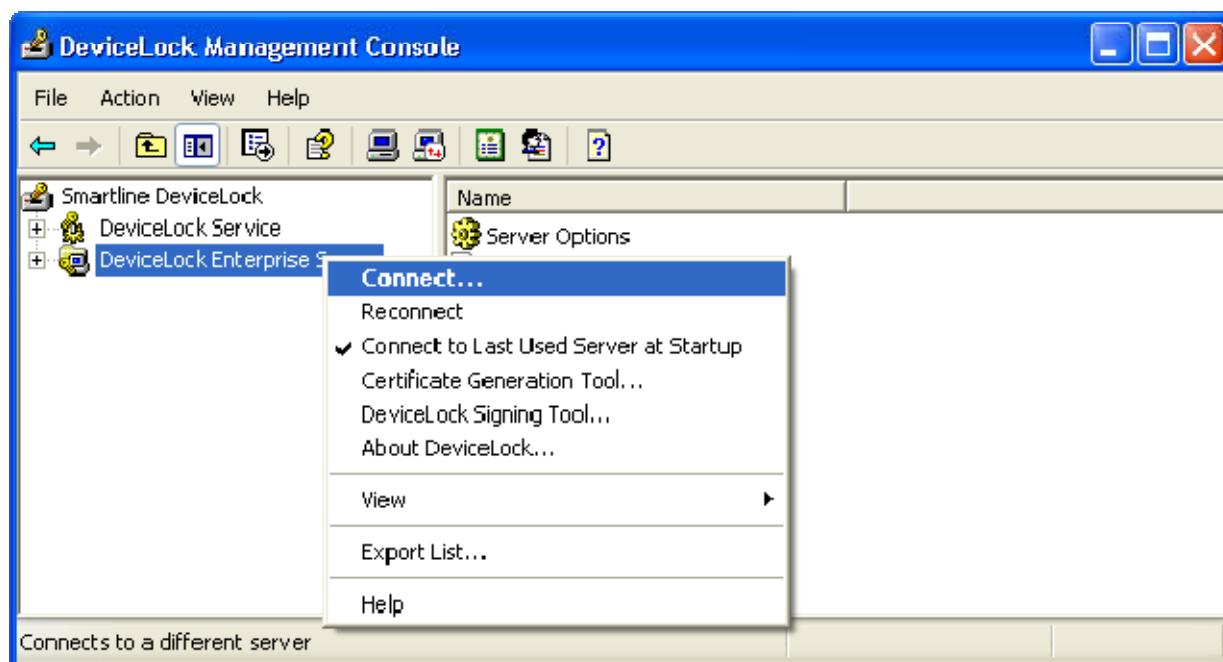 DeviceLock Management Console
File Action View Help
Smartline DeviceLock
Name
DeviceLock Service
Server Options
DeviceLock Enterprise S
Connect...
Reconnect
Connect to Last Used Server at Startup
Certificate Generation Tool...
DeviceLock Signing Tool...
About DeviceLock...
View
Export List...
Help
Connects to a different server